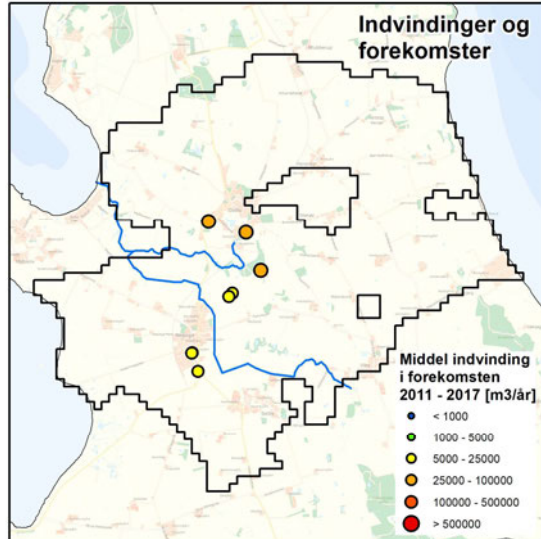 Indvindinger og
forekomster
Middel indvinding
i forekomsten
2011 - 2017 [m3/år]
< 1000
1000 - 5000
5000 - 25000
25000 - 100000
100000 - 500000
> 500000